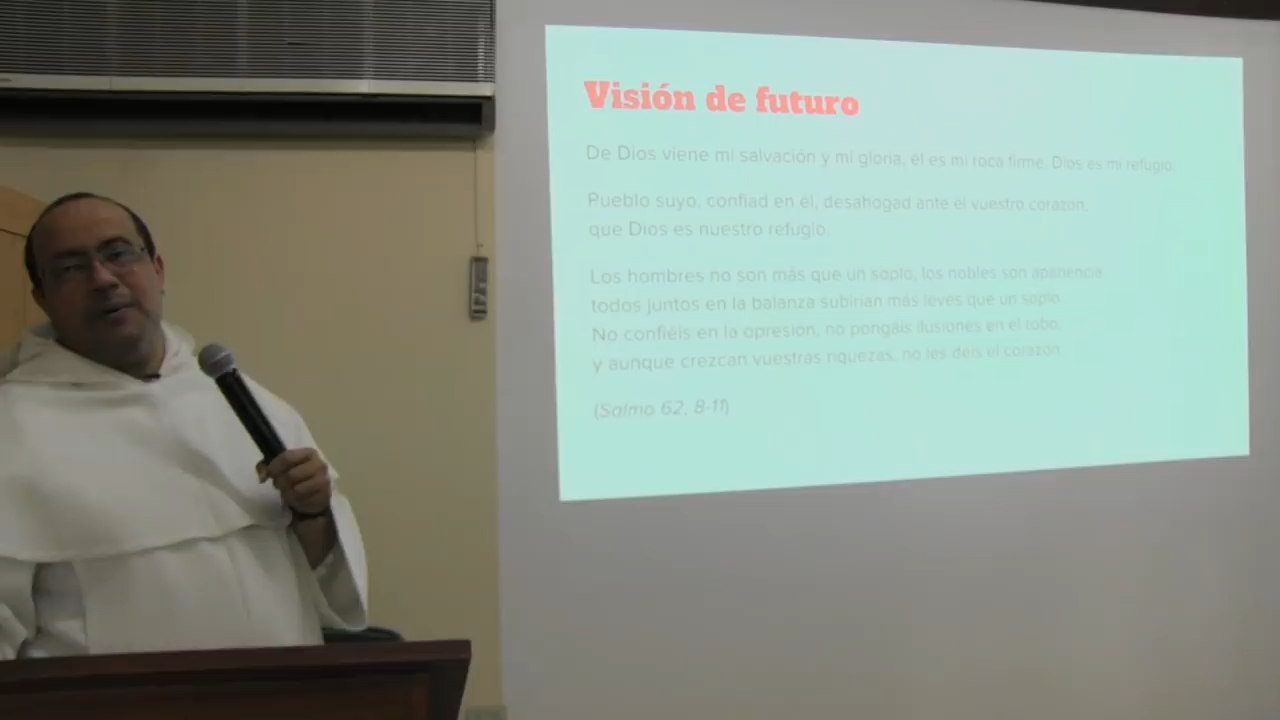 Visión de futuro
De Dios viene mi salvación y mi gloria, él es mi roca firme, Dios es mi refugio.
Pueblo suyo, confiad en él, desahogad ante él vuestro corazón,
que Dios es nuestro refugio.
Los hombres no son más que un soplo, los nobles son apariencia
todos juntos en la balanza subirían más leves que un soplo.
No confiéis en la opresión, no pongáis ilusiones en el robo;
y aunque crezcan vuestras riquezas, no les deis el corazón.
(Salmo 62, 8-11)